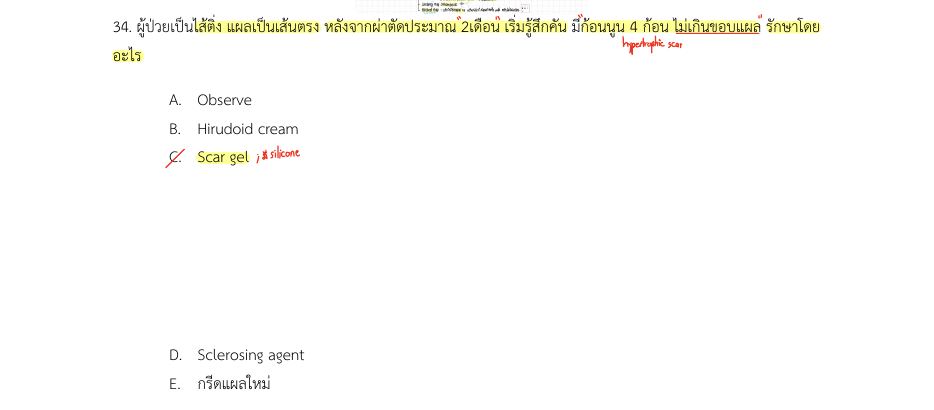 34. ผู้ป่วยเป็นไส้ติ่ง แผลเป็นเส้นตรง หลังจากผ่าตัดประมาณ "2เดือน" เริ่มรู้สึกคัน มี"ก้อนนูน 4 ก้อน ไม่เกินขอบแผล" รักษาโดย
hypertrophic scar
อะไร
A. Observe
B. Hirudoid cream
C. Scar gel ; silicone
D. Sclerosing agent
E. กรีดแผลใหม่